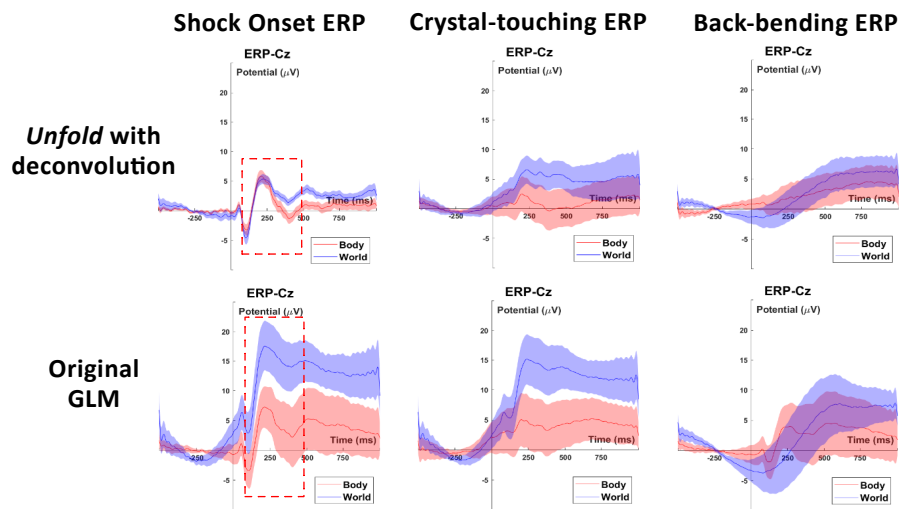 Shock Onset ERP
Crystal-touching ERP
Back-bending ERP
Unfold with
deconvolution
ERP-Cz
Potential (μV)
20
15
10
5
-5
-250
250
500
750
Time (ms)
Body
World
ERP-Cz
Potential (μV)
20
15
10
5
-5
-250
250
500
750
Time (ms)
Body
World
ERP-Cz
Potential (μV)
20
15
10
5
-5
-250
250
500
750
Time (ms)
Body
World
Original
GLM
ERP-Cz
Potential (μV)
20
15
10
5
-5
-250
250
500
750
Time (ms)
Body
World
ERP-Cz
Potential (μV)
20
15
10
5
-5
-250
250
500
750
Time (ms)
Body
World
ERP-Cz
Potential (μV)
20
15
10
5
-5
-250
250
500
750
Time (ms)
Body
World